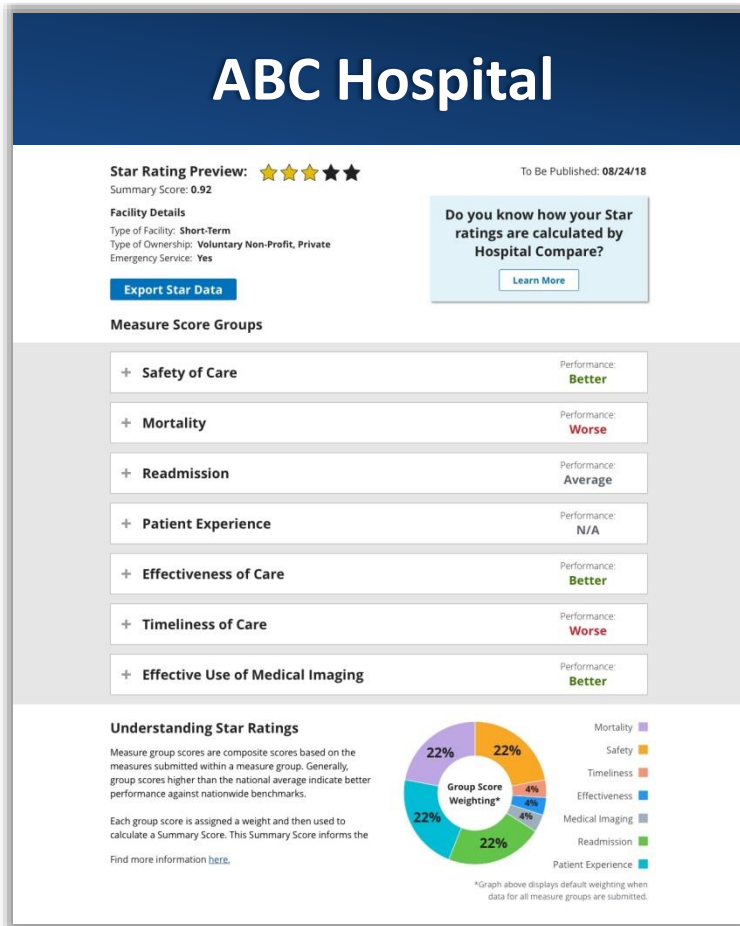 ABC Hospital
Star Rating Preview:
To Be Published: 08/24/18
Summary Score: 0.92
Facility Details
Type of Facility: Short-Term
Type of Ownership: Voluntary Non-Profit, Private
Emergency Service: Yes
Do you know how your Star
ratings are calculated by
Hospital Compare?
Learn More
Export Star Data
Measure Score Groups
+ Safety of Care
Performance:
Better
+ Mortality
Performance:
Worse
+ Readmission
Performance:
Average
+ Patient Experience
Performance:
N/A
+ Effectiveness of Care
Performance:
Better
+ Timeliness of Care
Performance:
Worse
+ Effective Use of Medical Imaging
Performance:
Better
Understanding Star Ratings
Measure group scores are composite scores based on the
measures submitted within a measure group. Generally,
group scores higher than the national average indicate better
performance against nationwide benchmarks.
Each group score is assigned a weight and then used to
calculate a Summary Score. This Summary Score informs the
Find more information here.
22%
22%
4%
4%
4%
22%
22%
Group Score
Weighting*
Mortality
Safety
Timeliness
Effectiveness
Medical Imaging
Readmission
Patient Experience
*Graph above displays default weighting when
data for all measure groups are submitted.